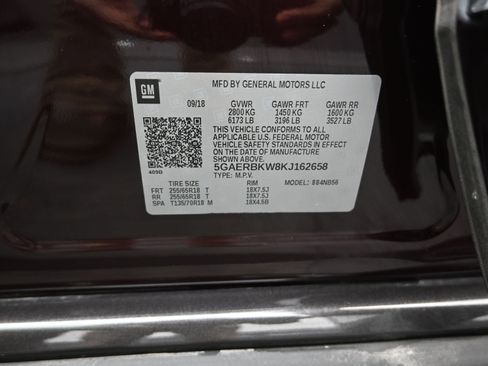 GM
MFD BY GENERAL MOTORS LLC
09/18 GVWR GAWR FRT GAWR RR
2800 KG 1450 KG 1600 KG
6173 LB 3196 LB 3527 LB
THIS VEHICLE CONFORMS TO ALL
APPLICABLE U.S. FEDERAL MOTOR
VEHICLE SAFETY STANDARDS IN EFFECT
ON THE DATE OF MANUFACTURE
SHOWN ABOVE.
5GAERBKW8KJ162658
TYPE: M.P.V. MODEL: 884NB56
TIRE SIZE RIM
FRT 255/65R18 T 18X7.5J
RR 255/65R18 T 18X7.5J
SPA T135/70R18 M 18X4.5B